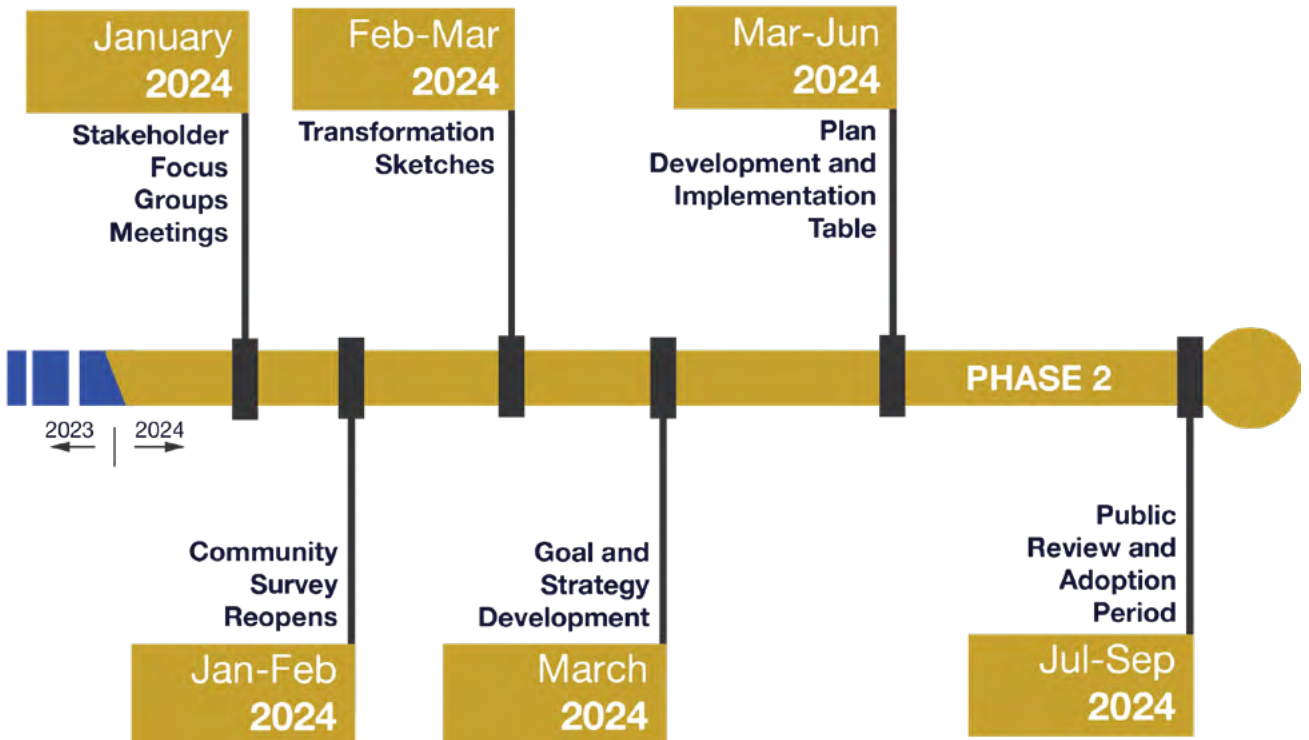 January
2024
Stakeholder
Focus
Groups
Meetings
Feb-Mar
2024
Transformation
Sketches
Mar-Jun
2024
Plan
Development and
Implementation
Table
PHASE 2
2023
2024
Community
Survey
Reopens
Jan-Feb
2024
Goal and
Strategy
Development
March
2024
Public
Review and
Adoption
Period
Jul-Sep
2024